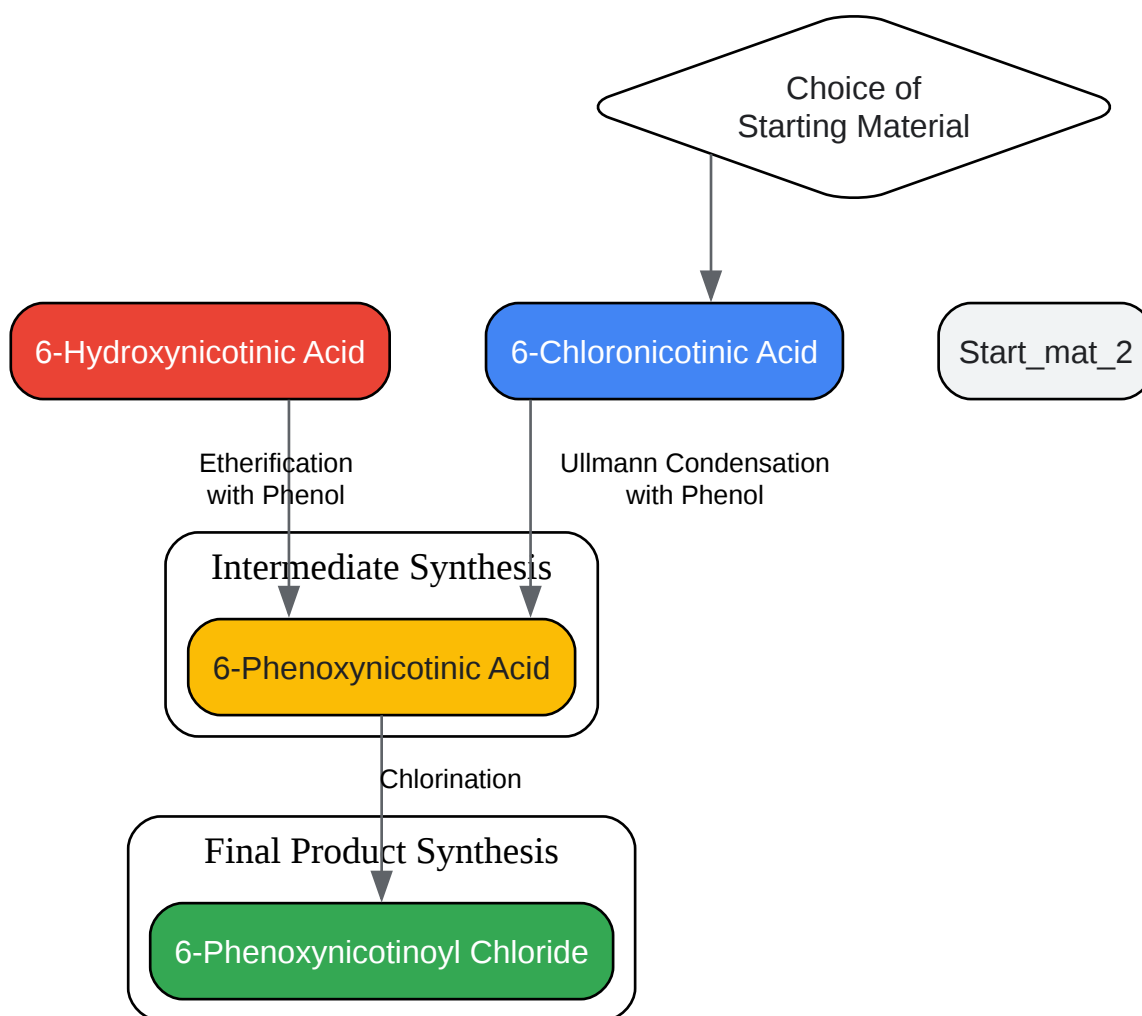 Choice of
Starting Material
6-Hydroxynicotinic Acid
6-Chloronicotinic Acid
Start_mat_2
Etherification
with Phenol
Ullmann Condensation
with Phenol
Intermediate Synthesis
6-Phenoxynicotinic Acid
Chlorination
Final Product Synthesis
6-Phenoxynicotinoyl Chloride